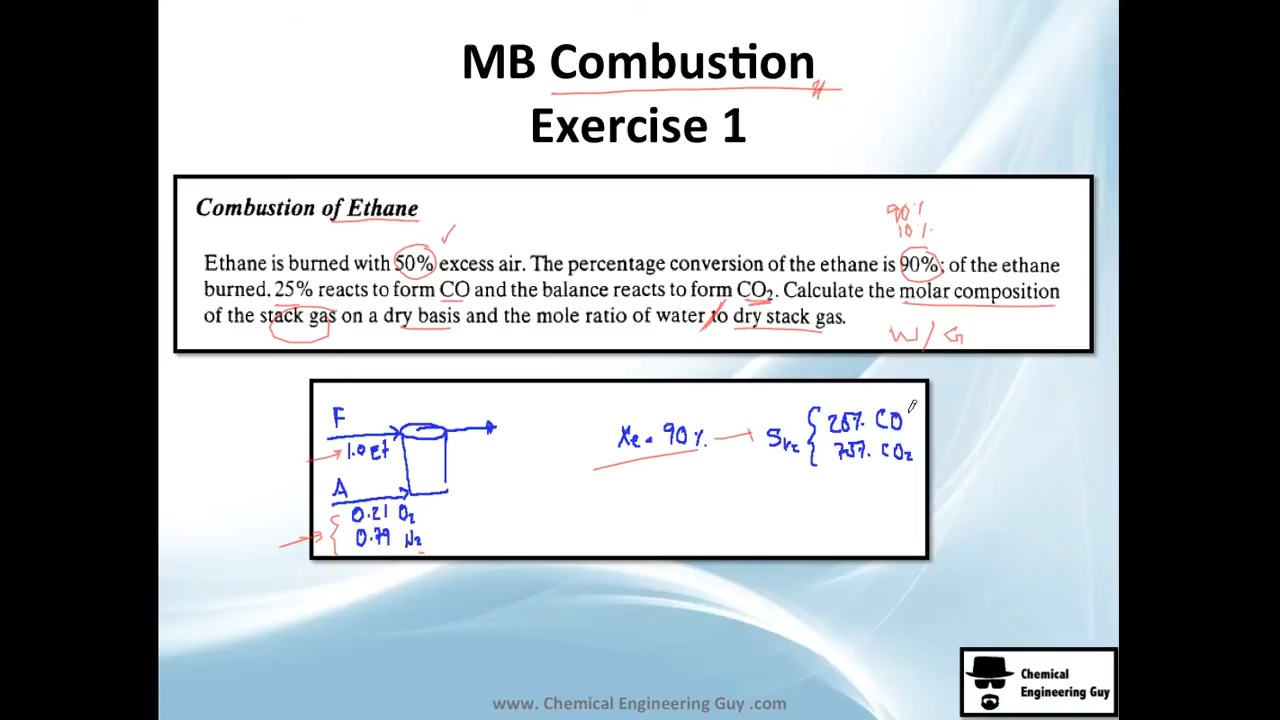 MB Combustion
Exercise 1
Combustion of Ethane
90%
10%
Ethane is burned with 50% excess air. The percentage conversion of the ethane is 90%; of the ethane
burned, 25% reacts to form CO and the balance reacts to form CO₂. Calculate the molar composition
of the stack gas on a dry basis and the mole ratio of water to dry stack gas.
W/G
F
1.0 Et
A
0.21 O₂
0.79 N₂
Xe = 90%
25% CO
75% CO₂
Chemical
Engineering Guy
www. Chemical Engineering Guy .com